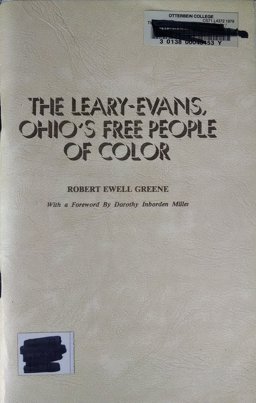 OTTERBEIN COLLEGE
THE LEARY-EVANS,
OHIO'S FREE PEOPLE
OF COLOR
ROBERT EWELL GREENE
With a Foreword By Dorothy Inborden Miller